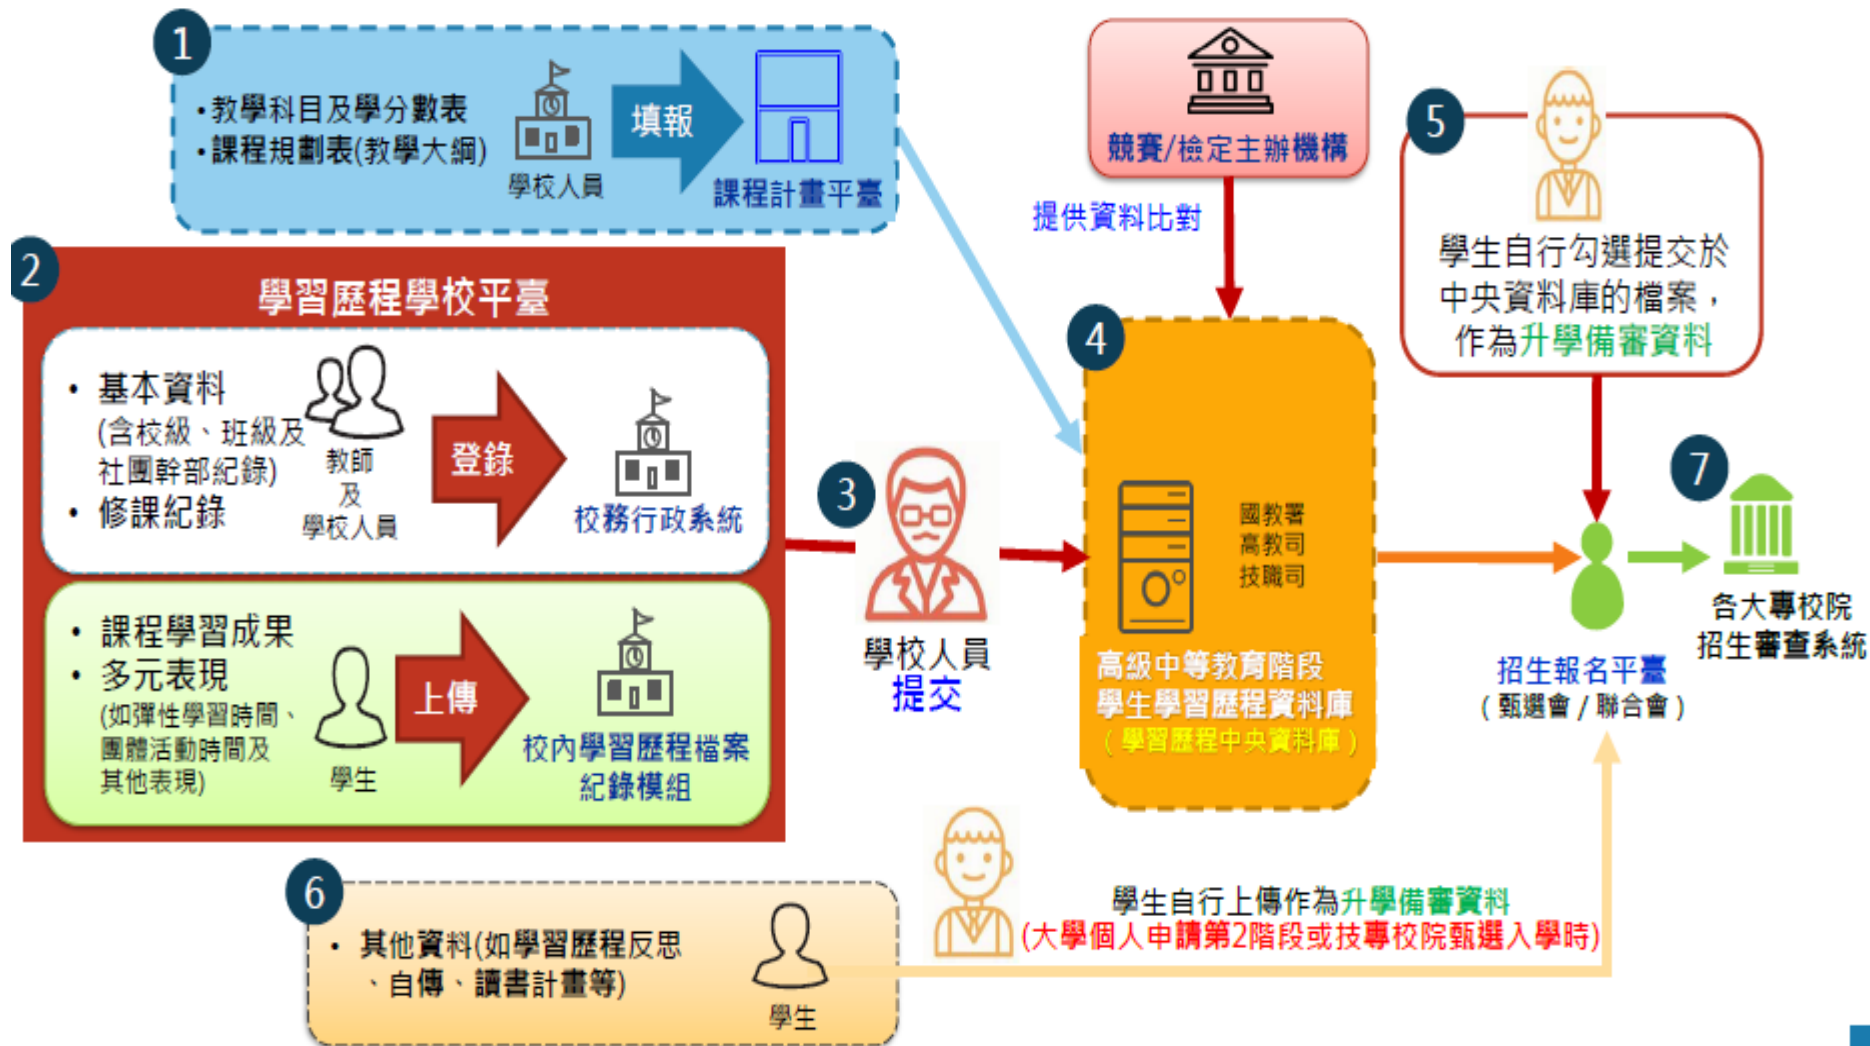 1
•教學科目及學分數表
•課程規劃表(教學大綱)
學校人員
填報
課程計畫平臺
競賽/檢定主辦機構
提供資料比對
5
學生自行勾選提交於
中央資料庫的檔案，
作為升學備審資料
2
學習歷程學校平臺
• 基本資料
(含校級、班級及
社團幹部紀錄)
• 修課紀錄
教師
及
學校人員
登錄
校務行政系統
• 課程學習成果
• 多元表現
(如彈性學習時間、
團體活動時間及
其他表現)
學生
上傳
校內學習歷程檔案
紀錄模組
3
學校人員
提交
4
國教署
高教司
技職司
高級中等教育階段
學生學習歷程資料庫
(學習歷程中央資料庫)
7
各大專校院
招生審查系統
招生報名平臺
(甄選會/聯合會)
6
• 其他資料(如學習歷程反思
、自傳、讀書計畫等)
學生
學生自行上傳作為升學備審資料
(大學個人申請第2階段或技專校院甄選入學時)